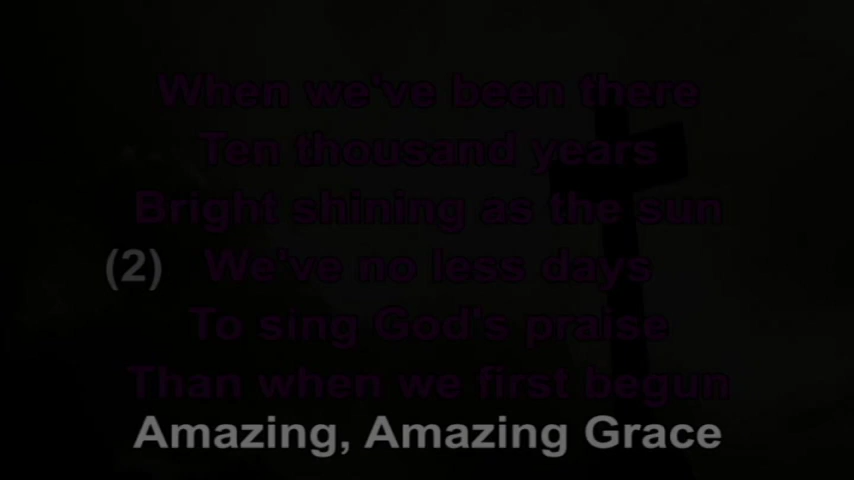 When we've been there
Ten thousand years
Bright shining as the sun
(2) We've no less days
To sing God's praise
Than when we first begun
Amazing, Amazing Grace